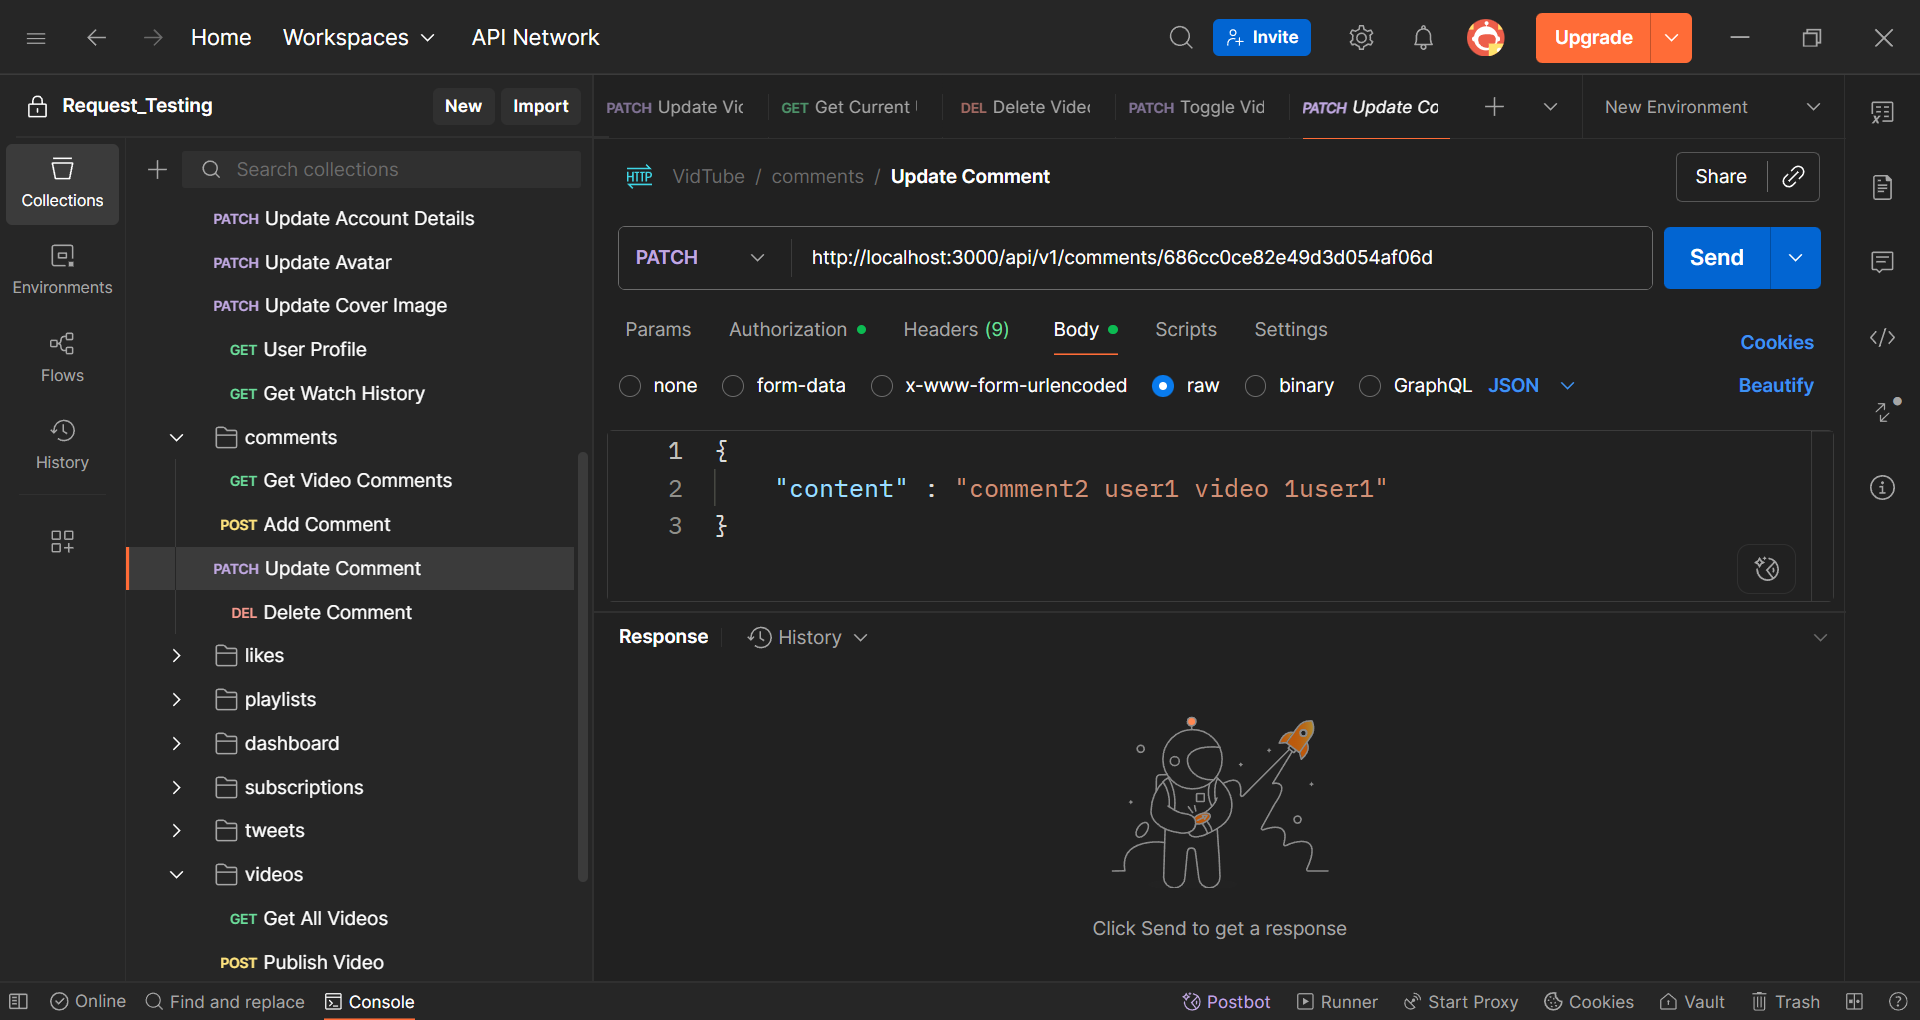 Home Workspaces API Network Invite Upgrade
Request_Testing New Import PATCH Update Vic GET Get Current DEL Delete Vide PATCH Toggle Vid PATCH Update Co New Environment
Collections
Environments
Flows
History
Search collections
PATCH Update Account Details
PATCH Update Avatar
PATCH Update Cover Image
GET User Profile
GET Get Watch History
comments
GET Get Video Comments
POST Add Comment
PATCH Update Comment
DEL Delete Comment
likes
playlists
dashboard
subscriptions
tweets
videos
GET Get All Videos
POST Publish Video
HTTP VidTube / comments / Update Comment Share
PATCH http://localhost:3000/api/v1/comments/686cc0ce82e49d3d054af06d Send
Params Authorization Headers (9) Body Scripts Settings Cookies
none form-data x-www-form-urlencoded raw binary GraphQL JSON Beautify
1 {
2 "content" : "comment2 user1 video 1user1"
3 }
Response History
Click Send to get a response
Online Find and replace Console Postbot Runner Start Proxy Cookies Vault Trash